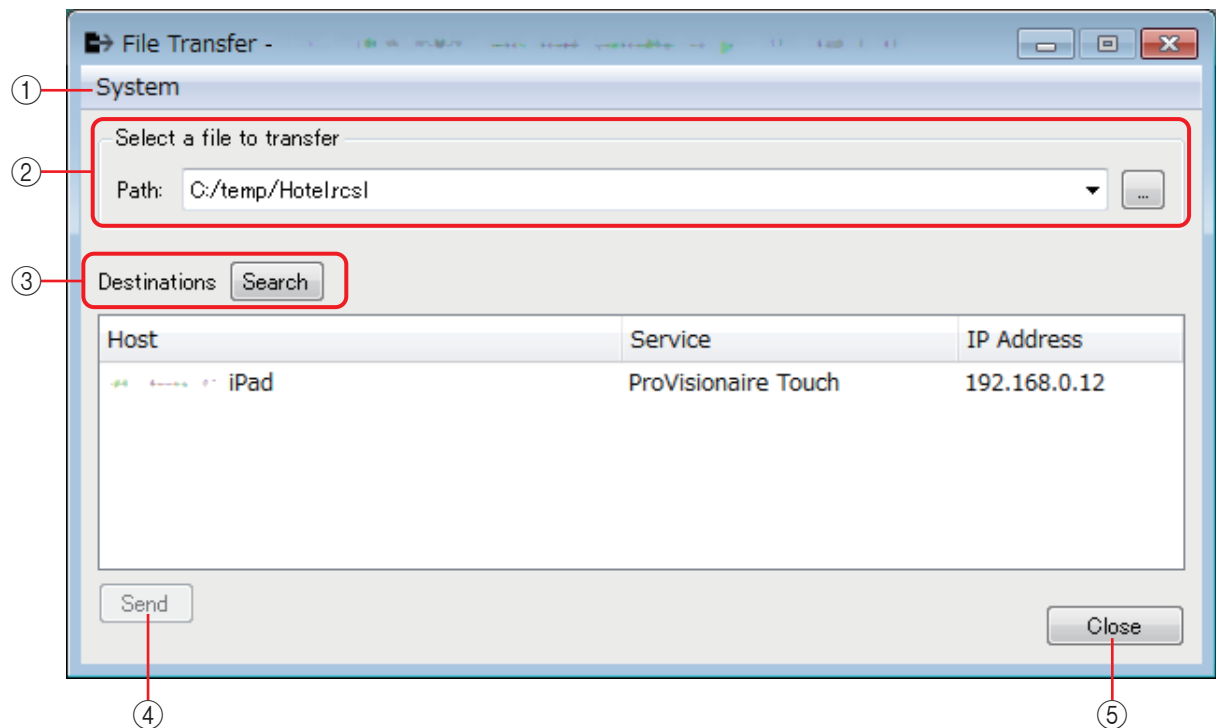 File Transfer -
① System
Select a file to transfer
② Path: C:/temp/Hotel.rcsl ...
③ Destinations Search
Host Service IP Address
iPad ProVisionaire Touch 192.168.0.12
Send
Close
④ ⑤